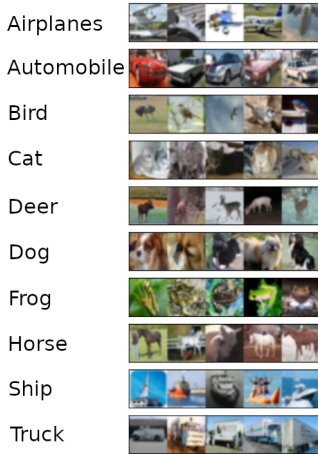 Airplanes
Automobile
Bird
Cat
Deer
Dog
Frog
Horse
Ship
Truck